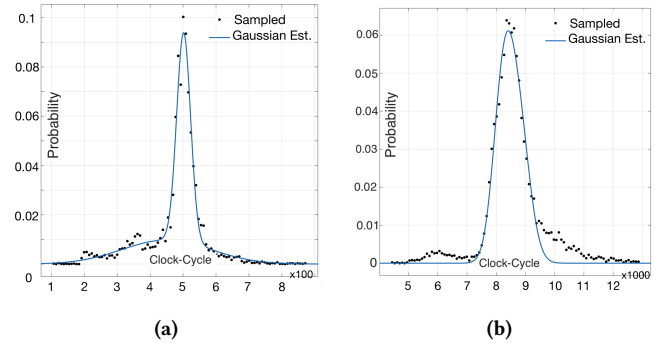 0.1
0.08
0.06
0.04
0.02
0
Probability
Sampled
Gaussian Est.
Clock-Cycle
x100
1 2 3 4 5 6 7 8
(a)
0.06
0.05
0.04
0.03
0.02
0.01
0
Probability
Sampled
Gaussian Est.
Clock-Cycle
x1000
5 6 7 8 9 10 11 12
(b)